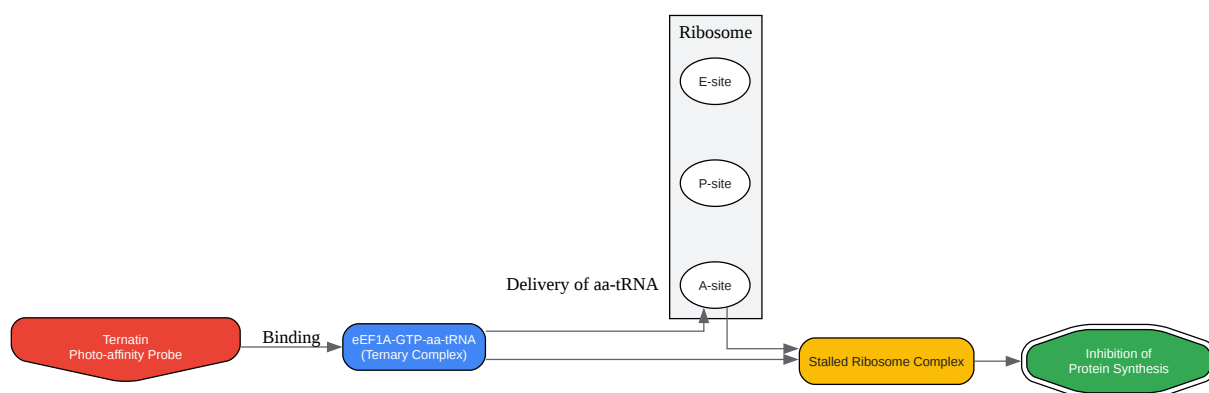 Ribosome
E-site
P-site
A-site
Delivery of aa-tRNA
Ternatin
Photo-affinity Probe
Binding
eEF1A-GTP-aa-tRNA
(Ternary Complex)
Stalled Ribosome Complex
Inhibition of
Protein Synthesis